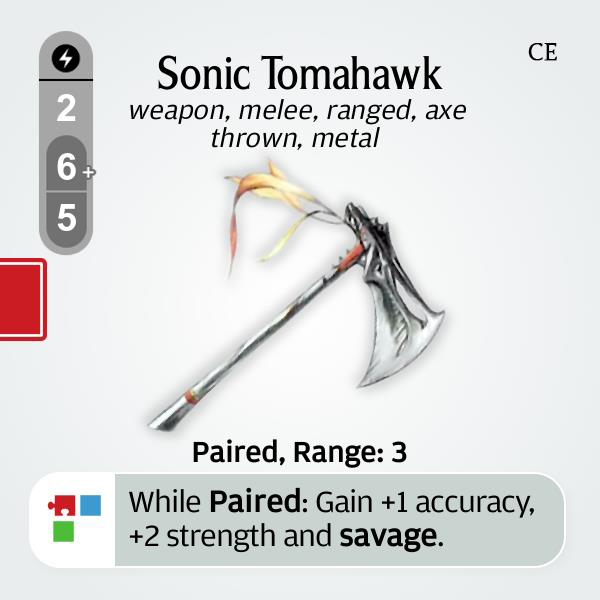 CE
Sonic Tomahawk
weapon, melee, ranged, axe
thrown, metal
2
6+
5
Paired, Range: 3
While Paired: Gain +1 accuracy,
+2 strength and savage.